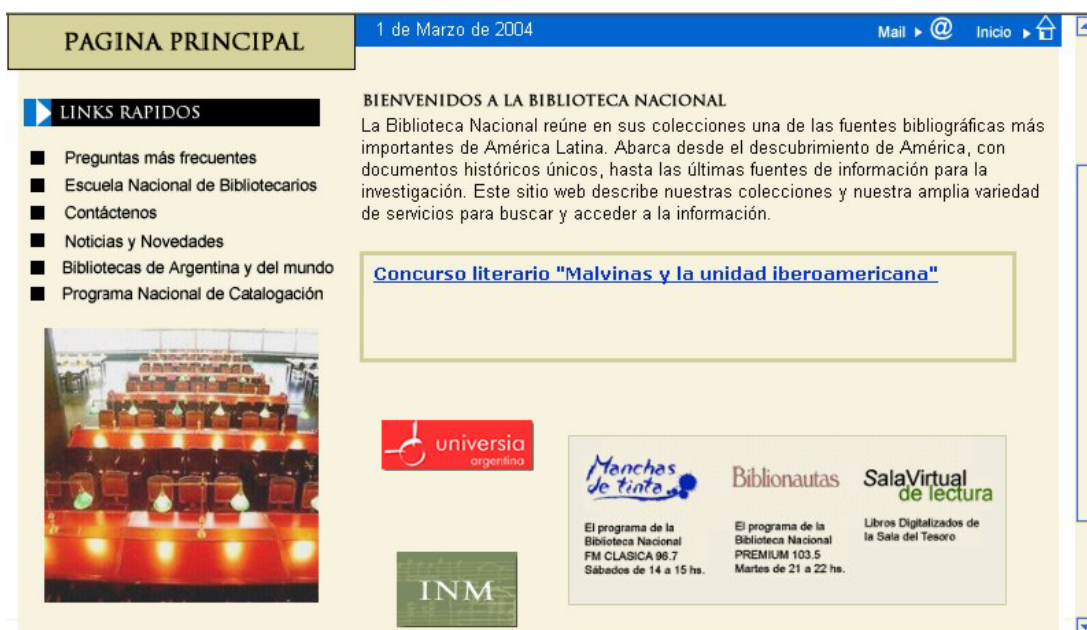 PAGINA PRINCIPAL
1 de Marzo de 2004
Mail
@
Inicio
LINKS RAPIDOS
Preguntas más frecuentes
Escuela Nacional de Bibliotecarios
Contáctenos
Noticias y Novedades
Bibliotecas de Argentina y del mundo
Programa Nacional de Catalogación
BIENVENIDOS A LA BIBLIOTECA NACIONAL
La Biblioteca Nacional reúne en sus colecciones una de las fuentes bibliográficas más
importantes de América Latina. Abarca desde el descubrimiento de América, con
documentos históricos únicos, hasta las últimas fuentes de información para la
investigación. Este sitio web describe nuestras colecciones y nuestra amplia variedad
de servicios para buscar y acceder a la información.
Concurso literario "Malvinas y la unidad iberoamericana"
universia
argentina
INM
Manchas
de tinta
El programa de la
Biblioteca Nacional
FM CLASICA 96.7
Sábados de 14 a 15 hs.
Biblionautas
El programa de la
Biblioteca Nacional
PREMIUM 103.5
Martes de 21 a 22 hs.
SalaVirtual
de lectura
Libros Digitalizados de
la Sala del Tesoro